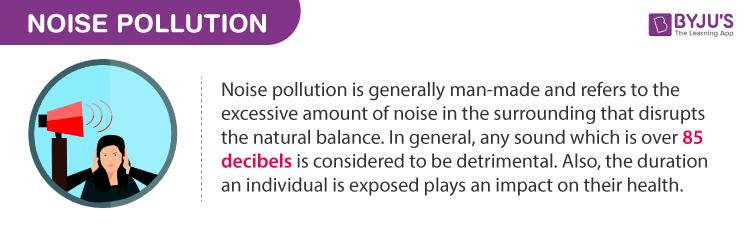 NOISE POLLUTION
BYJU'S
The Learning App
Noise pollution is generally man-made and refers to the
excessive amount of noise in the surrounding that disrupts
the natural balance. In general, any sound which is over 85
decibels is considered to be detrimental. Also, the duration
an individual is exposed plays an impact on their health.